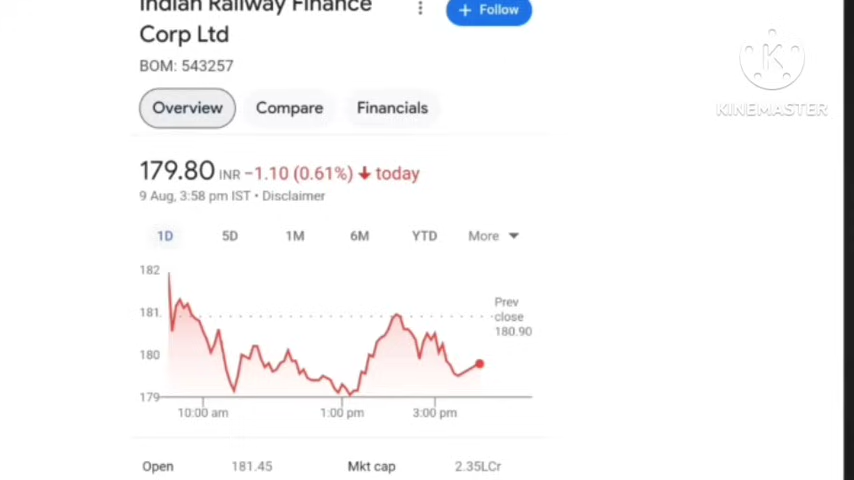 Indian Railway Finance
Corp Ltd
+ Follow
BOM: 543257
Overview
Compare
Financials
179.80 INR −1.10 (0.61%) today
9 Aug, 3:58 pm IST • Disclaimer
1D 5D 1M 6M YTD More
182
181
180
179
Prev
close
180.90
10:00 am 1:00 pm 3:00 pm
Open 181.45 Mkt cap 2.35LCr
KINEMASTER